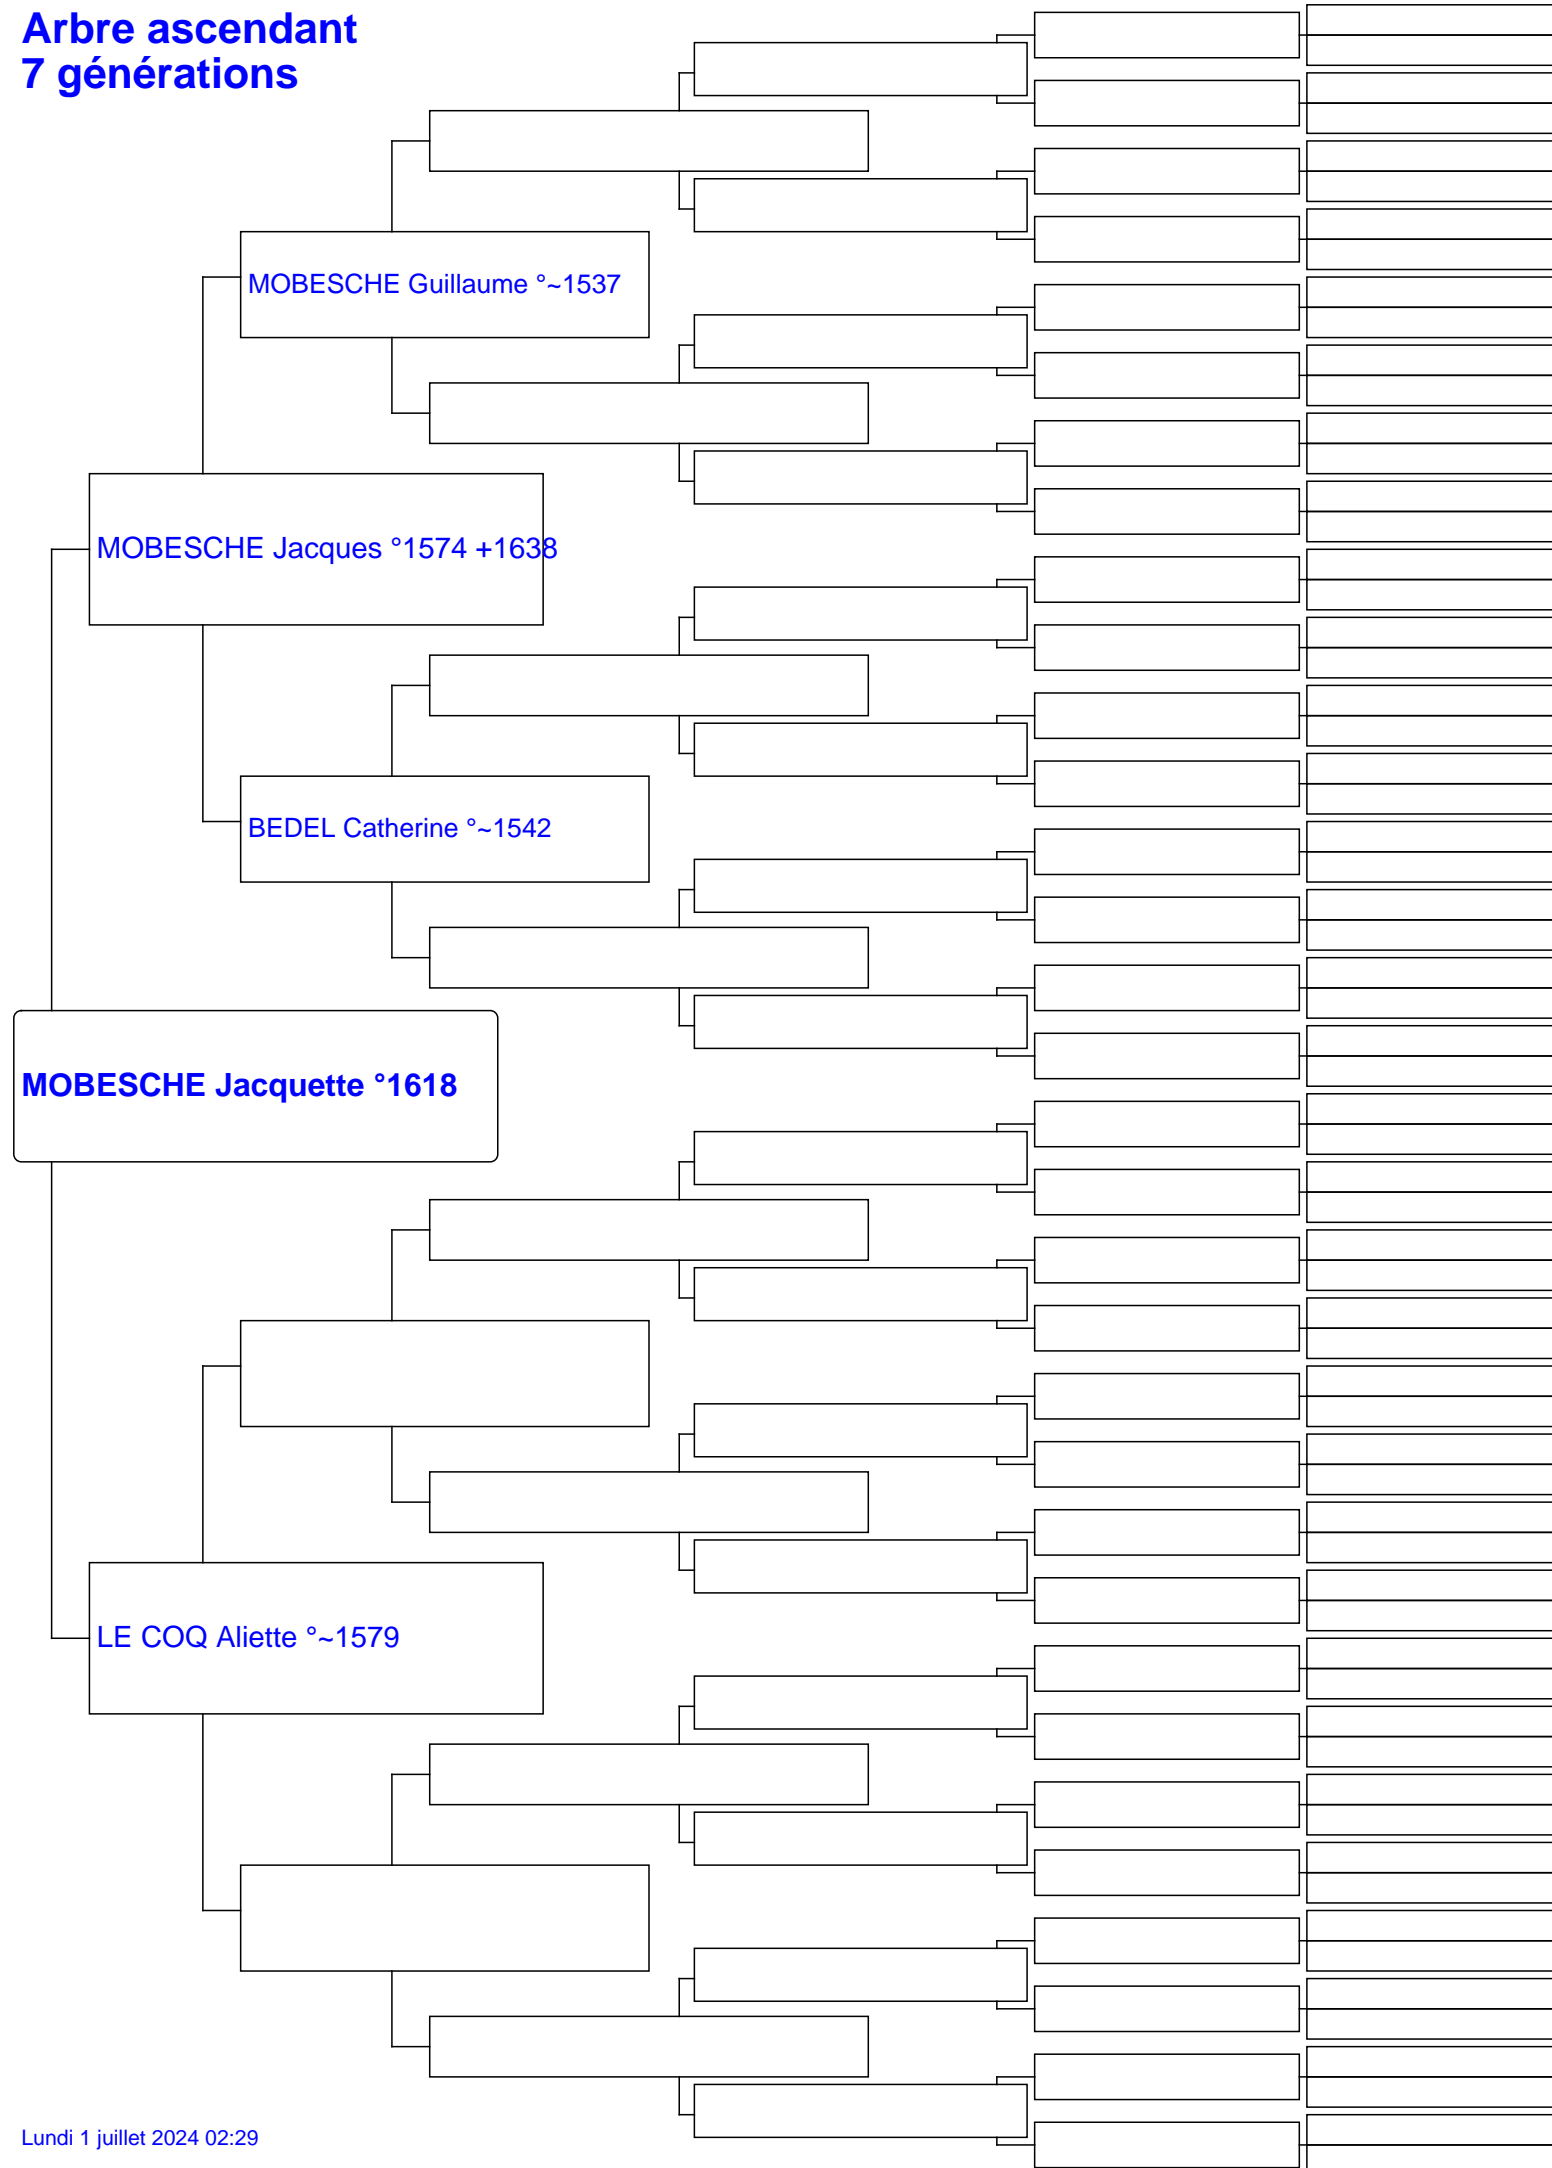 Arbre ascendant
7 générations
MOBESCHE Guillaume °~1537
MOBESCHE Jacques °1574 +1638
BEDEL Catherine °~1542
MOBESCHE Jacquette °1618
LE COQ Aliette °~1579
Lundi 1 juillet 2024 02:29